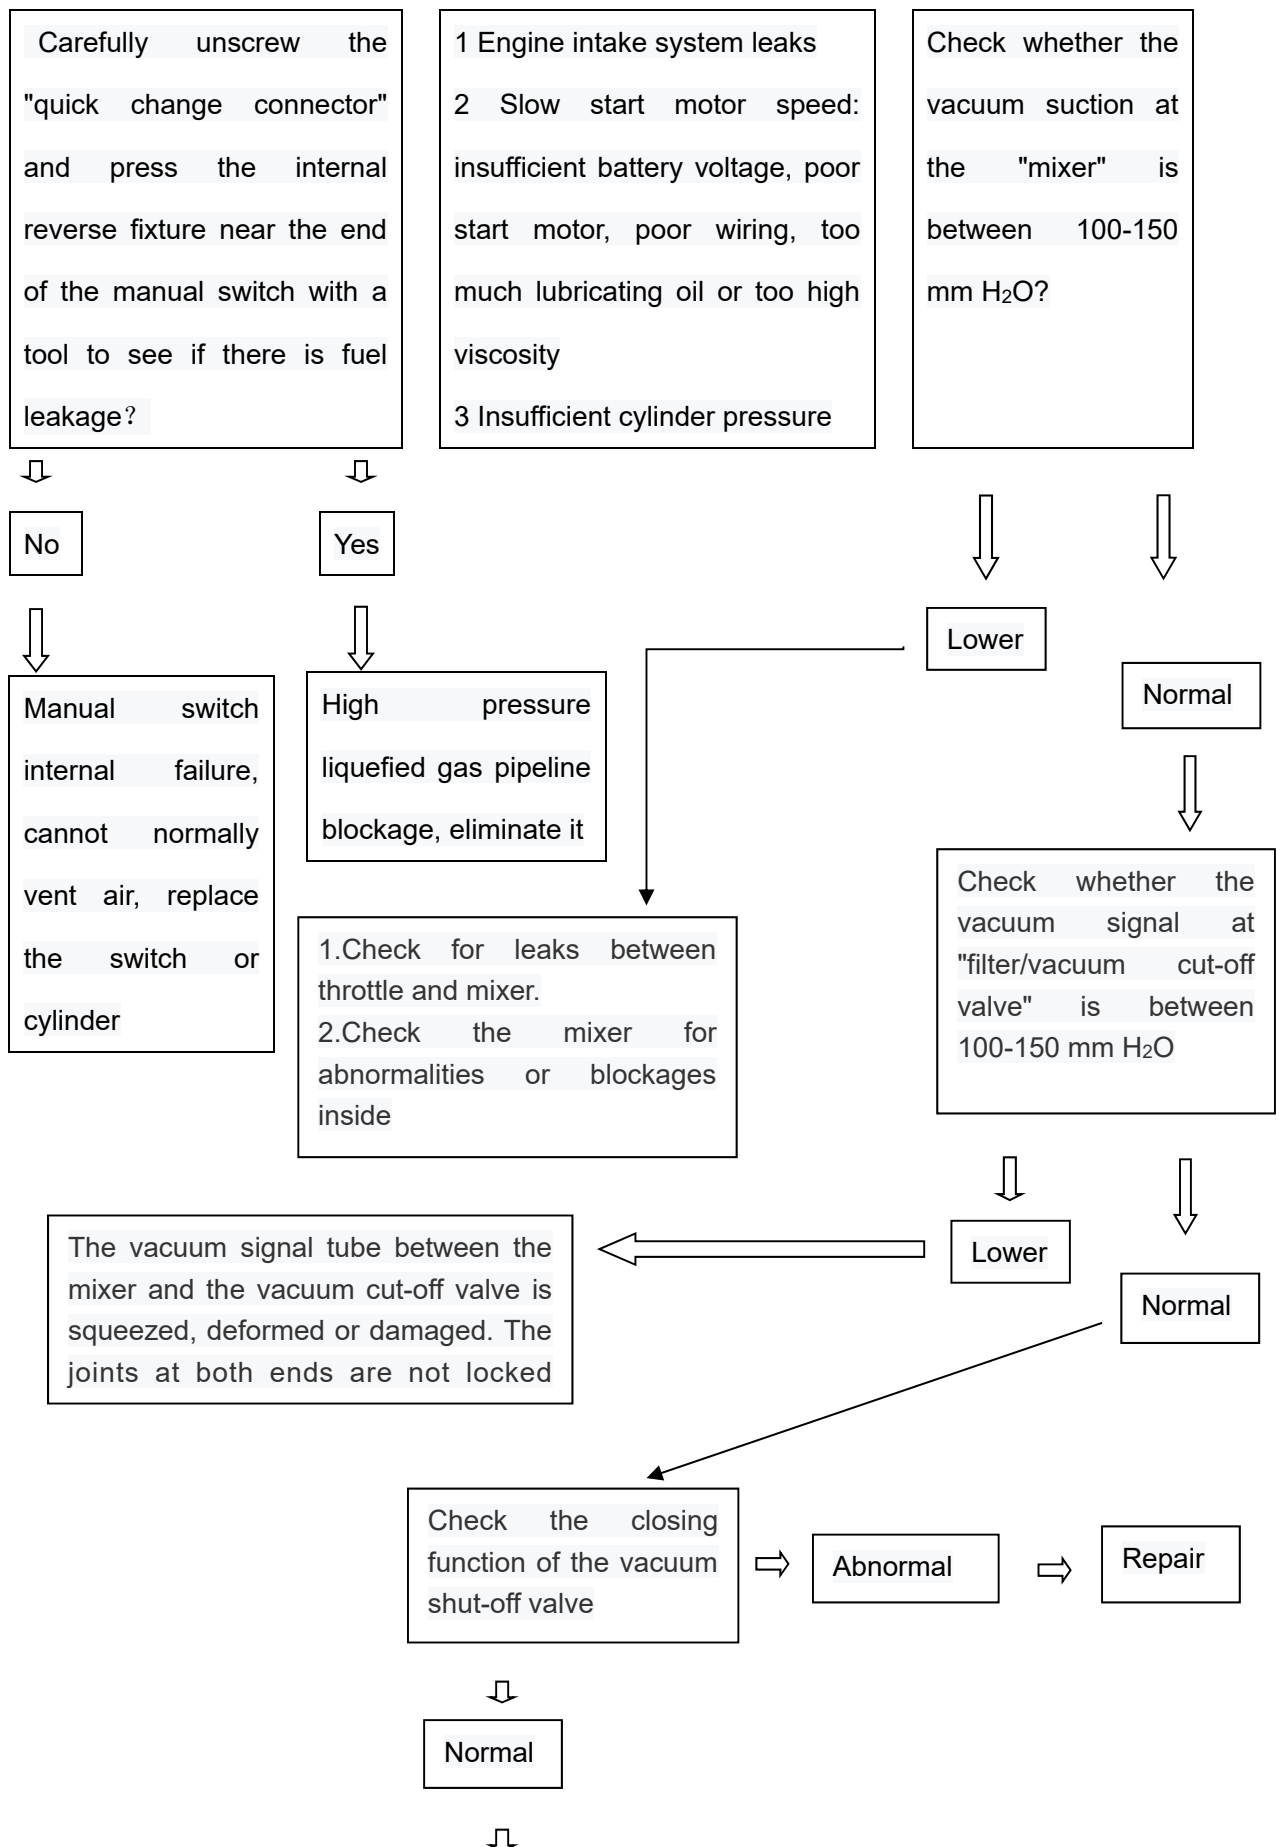 Carefully unscrew the
"quick change connector"
and press the internal
reverse fixture near the end
of the manual switch with a
tool to see if there is fuel
leakage？
1 Engine intake system leaks
2 Slow start motor speed:
insufficient battery voltage, poor
start motor, poor wiring, too
much lubricating oil or too high
viscosity
3 Insufficient cylinder pressure
Check whether the
vacuum suction at
the "mixer" is
between 100-150
mm H2O?
No
Yes
Lower
Normal
Manual switch
internal failure,
cannot normally
vent air, replace
the switch or
cylinder
High pressure
liquefied gas pipeline
blockage, eliminate it
1.Check for leaks between
throttle and mixer.
2.Check the mixer for
abnormalities or blockages
inside
Check whether the
vacuum signal at
"filter/vacuum cut-off
valve" is between
100-150 mm H2O
The vacuum signal tube between the
mixer and the vacuum cut-off valve is
squeezed, deformed or damaged. The
joints at both ends are not locked
Lower
Normal
Check the closing
function of the vacuum
shut-off valve
Abnormal
Repair
Normal